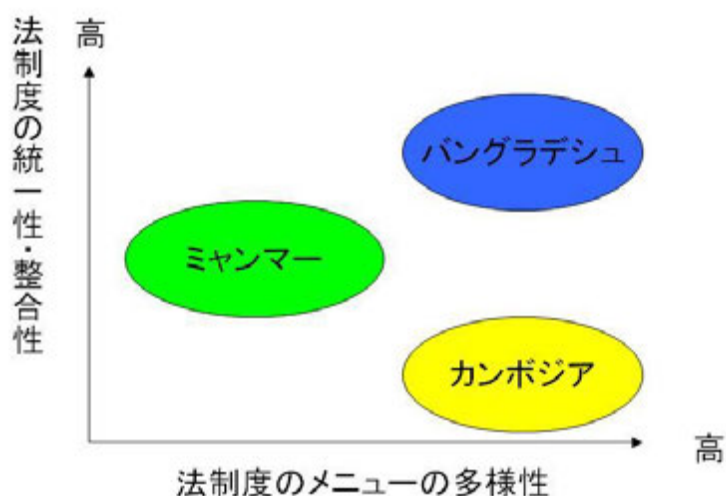 法制度の統一性・整合性
高
バングラデシュ
ミャンマー
カンボジア
高
法制度のメニューの多様性